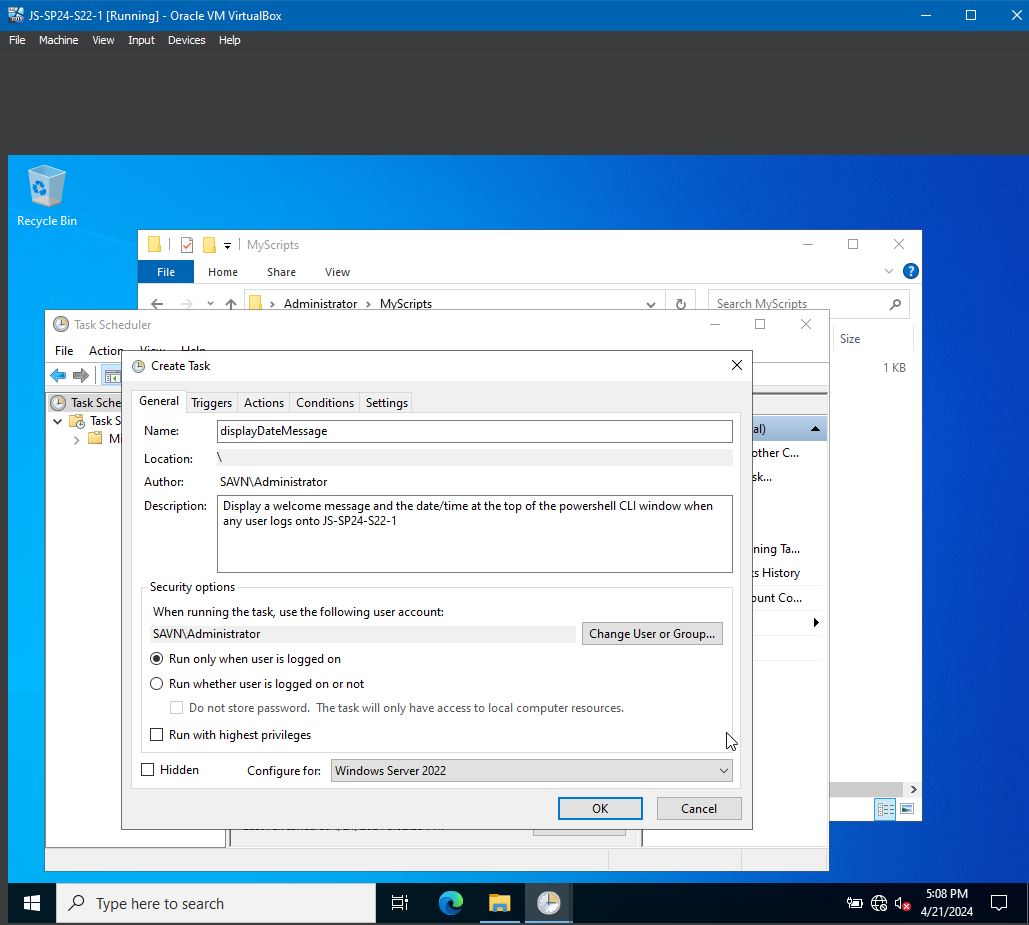 JS-SP24-S22-1 [Running] - Oracle VM VirtualBox
File Machine View Input Devices Help
Recycle Bin
MyScripts
File Home Share View
Administrator > MyScripts
Search MyScripts
Size
1 KB
Task Scheduler
File Action View Help
Task Sche
Task S
Mi
al)
other C...
sk...
ning Ta...
s History
ount Co...
Create Task
General Triggers Actions Conditions Settings
Name: displayDateMessage
Location: \
Author: SAVN\Administrator
Description: Display a welcome message and the date/time at the top of the powershell CLI window when
any user logs onto JS-SP24-S22-1
Security options
When running the task, use the following user account:
SAVN\Administrator
Change User or Group...
Run only when user is logged on
Run whether user is logged on or not
Do not store password. The task will only have access to local computer resources.
Run with highest privileges
Hidden
Configure for: Windows Server 2022
OK Cancel
Type here to search
5:08 PM
4/21/2024